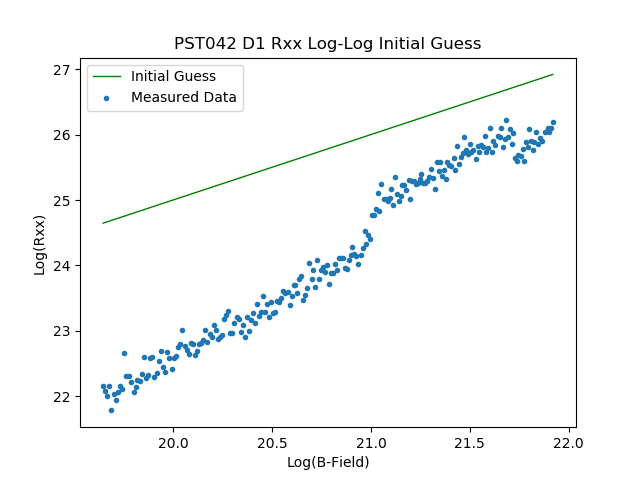 PST042 D1 Rxx Log-Log Initial Guess
Initial Guess
Measured Data
27
26
25
24
23
22
Log(Rxx)
20.0 20.5 21.0 21.5 22.0
Log(B-Field)